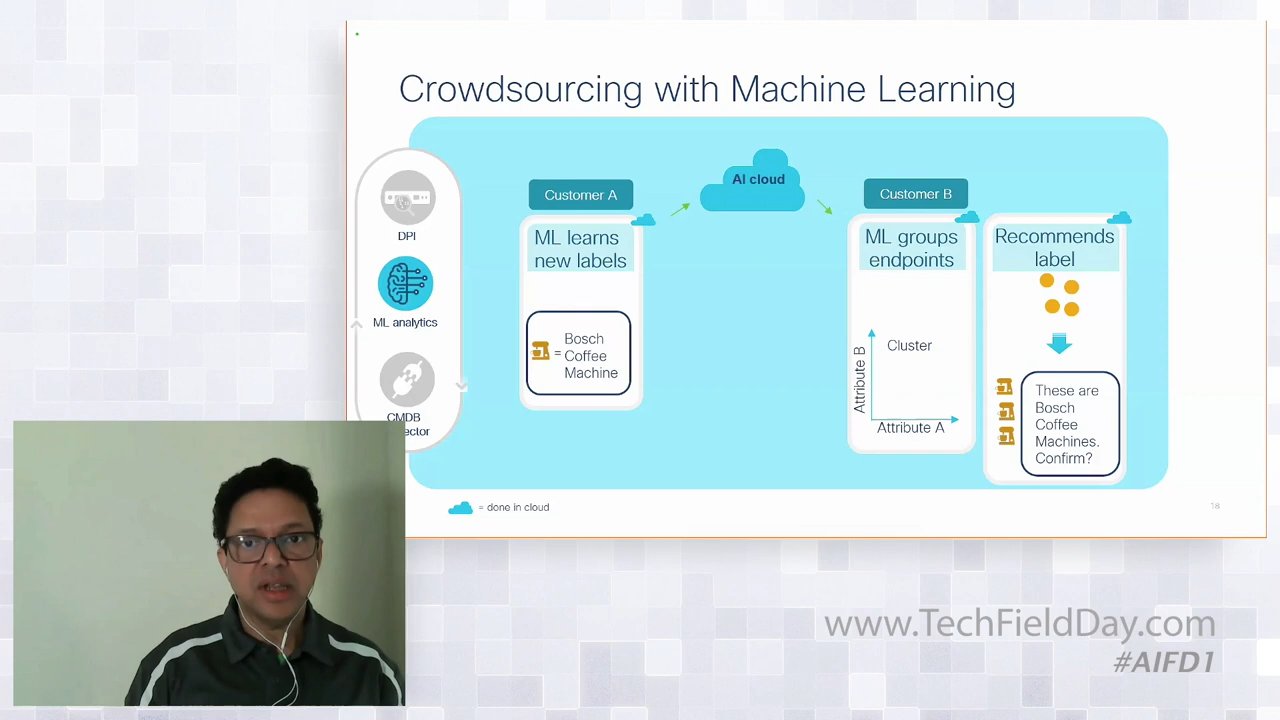 Crowdsourcing with Machine Learning
DPI
ML analytics
CMDB
ector
Customer A
ML learns
new labels
=
Bosch
Coffee
Machine
AI cloud
Customer B
ML groups
endpoints
Cluster
Attribute B
Attribute A
Recommends
label
These are
Bosch
Coffee
Machines.
Confirm?
= done in cloud
18
www.TechFieldDay.com
#AIFD1